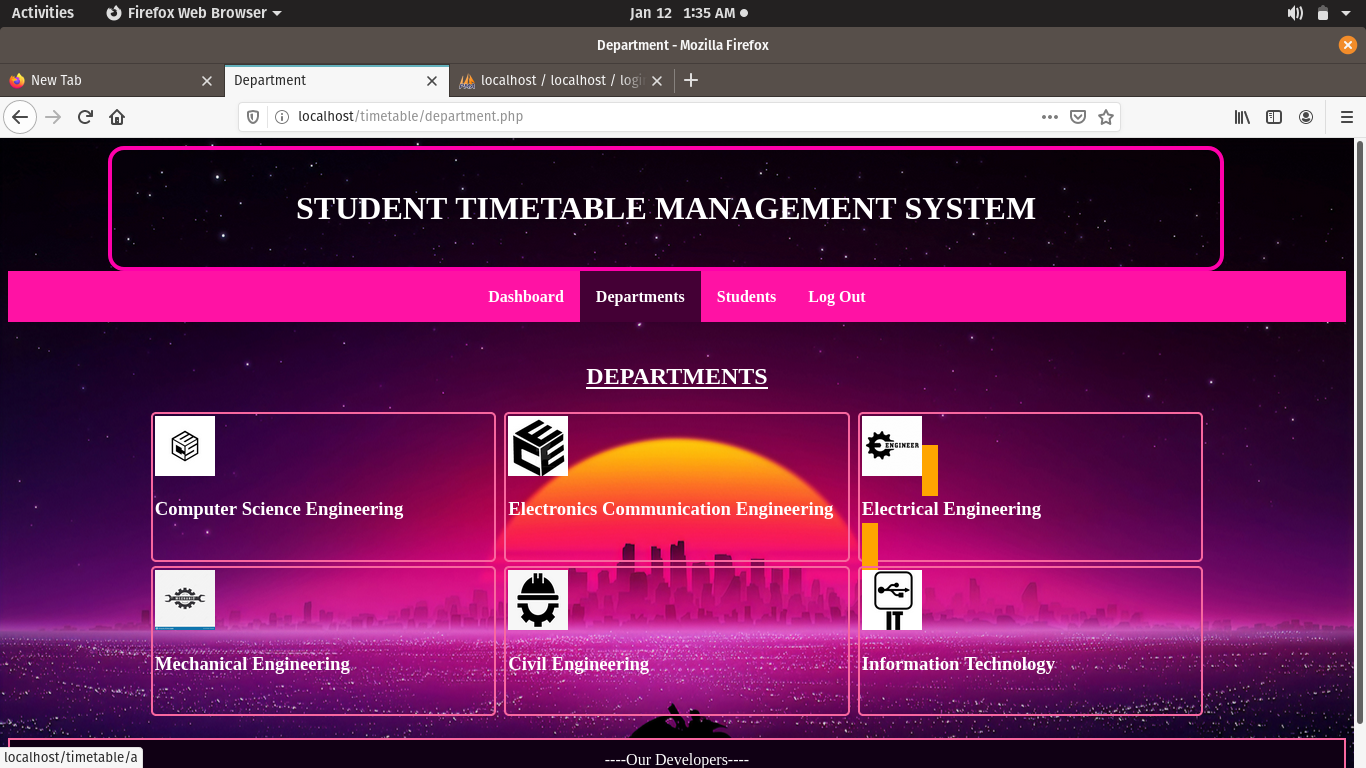 Activities Firefox Web Browser Jan 12 1:35 AM
Department - Mozilla Firefox
New Tab Department localhost / localhost / logi
localhost/timetable/department.php
STUDENT TIMETABLE MANAGEMENT SYSTEM
Dashboard Departments Students Log Out
DEPARTMENTS
ECE ENGINEER
Computer Science Engineering Electronics Communication Engineering Electrical Engineering
IT
Mechanical Engineering Civil Engineering Information Technology
----Our Developers----
localhost/timetable/a